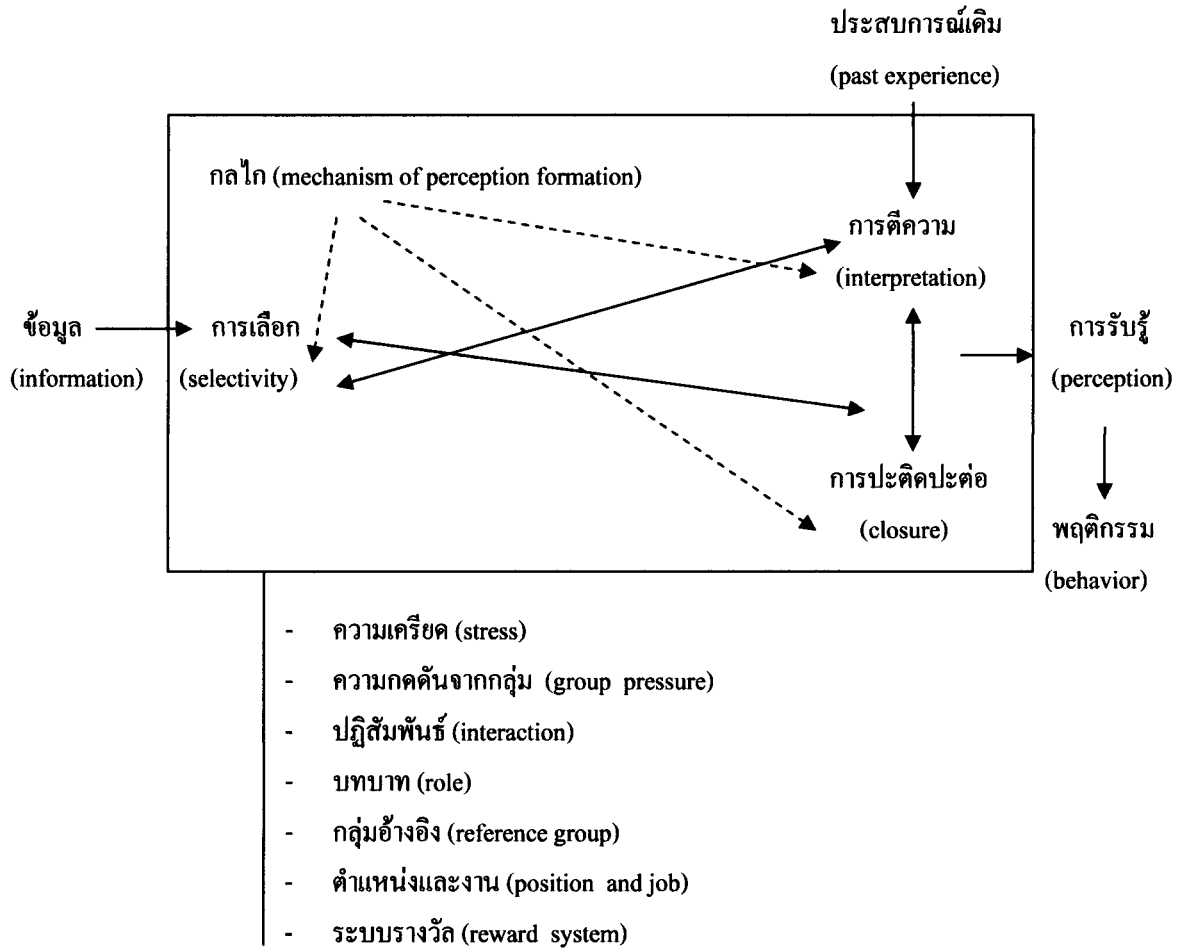 ประสบการณ์เดิม
(past experience)
กลไก (mechanism of perception formation)
การตีความ
(interpretation)
ข้อมูล
(information)
การเลือก
(selectivity)
การรับรู้
(perception)
การปะติดปะต่อ
(closure)
พฤติกรรม
(behavior)
- ความเครียด (stress)
- ความกดดันจากกลุ่ม (group pressure)
- ปฏิสัมพันธ์ (interaction)
- บทบาท (role)
- กลุ่มอ้างอิง (reference group)
- ตำแหน่งและงาน (position and job)
- ระบบรางวัล (reward system)